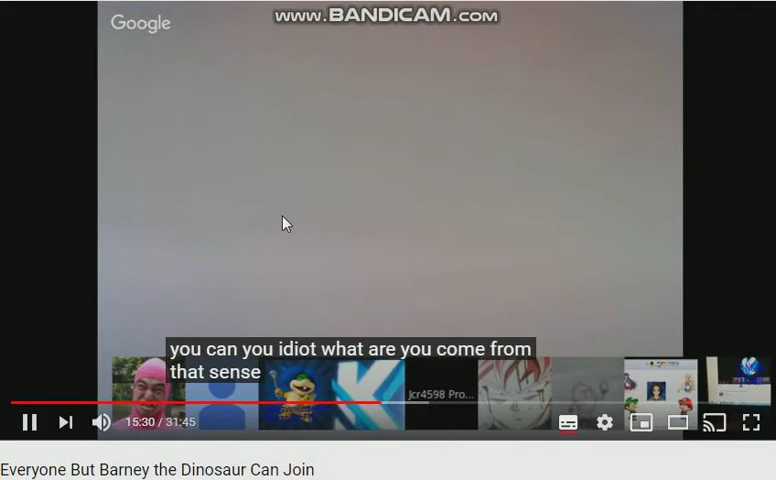 www.BANDICAM.com
Google
you can you idiot what are you come from
that sense
Jcr4598 Pro...
15:30 / 31:45
Everyone But Barney the Dinosaur Can Join